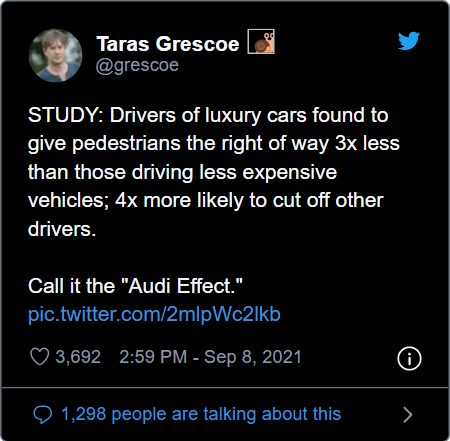 Taras Grescoe
@grescoe
STUDY: Drivers of luxury cars found to
give pedestrians the right of way 3x less
than those driving less expensive
vehicles; 4x more likely to cut off other
drivers.
Call it the "Audi Effect."
pic.twitter.com/2mlpWc2lkb
3,692 2:59 PM - Sep 8, 2021
1,298 people are talking about this